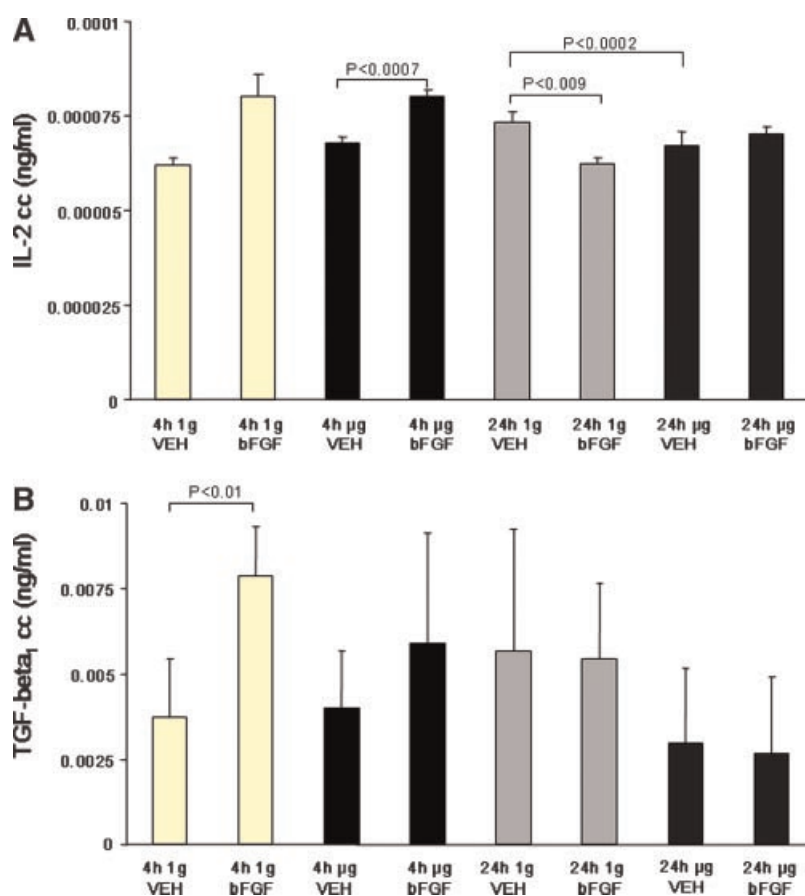 A
IL-2 cc (ng/ml)
0.0001
0.000075
0.00005
0.000025
0
P<0.0007
P<0.0002
P<0.009
4h 1g VEH
4h 1g bFGF
4h µg VEH
4h µg bFGF
24h 1g VEH
24h 1g bFGF
24h µg VEH
24h µg bFGF
B
TGF-beta₁ cc (ng/ml)
0.01
0.0075
0.005
0.0025
0
P<0.01
4h 1g VEH
4h 1g bFGF
4h µg VEH
4h µg bFGF
24h 1g VEH
24h 1g bFGF
24h µg VEH
24h µg bFGF